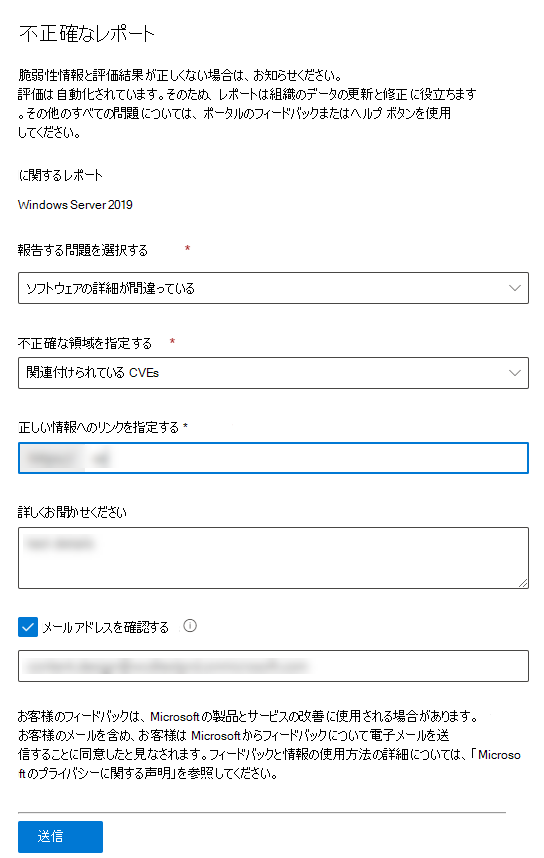 不正確なレポート
脆弱性情報と評価結果が正しくない場合は、お知らせください。
評価は自動化されています。そのため、レポートは組織のデータの更新と修正に役立ちます
。その他のすべての問題については、ポータルのフィードバックまたはヘルプ ボタンを使用
してください。
に関するレポート
Windows Server 2019
報告する問題を選択する *
ソフトウェアの詳細が間違っている
不正確な領域を指定する *
関連付けられている CVEs
正しい情報へのリンクを指定する *
詳しくお聞かせください
メール アドレスを確認する
お客様のフィードバックは、Microsoft の製品とサービスの改善に使用される場合があります。
お客様のメールを含め、お客様は Microsoft からフィードバックについて電子メールを送
信することに同意したと見なされます。フィードバックと情報の使用方法の詳細については、「Microso
ft のプライバシーに関する声明」を参照してください。
送信